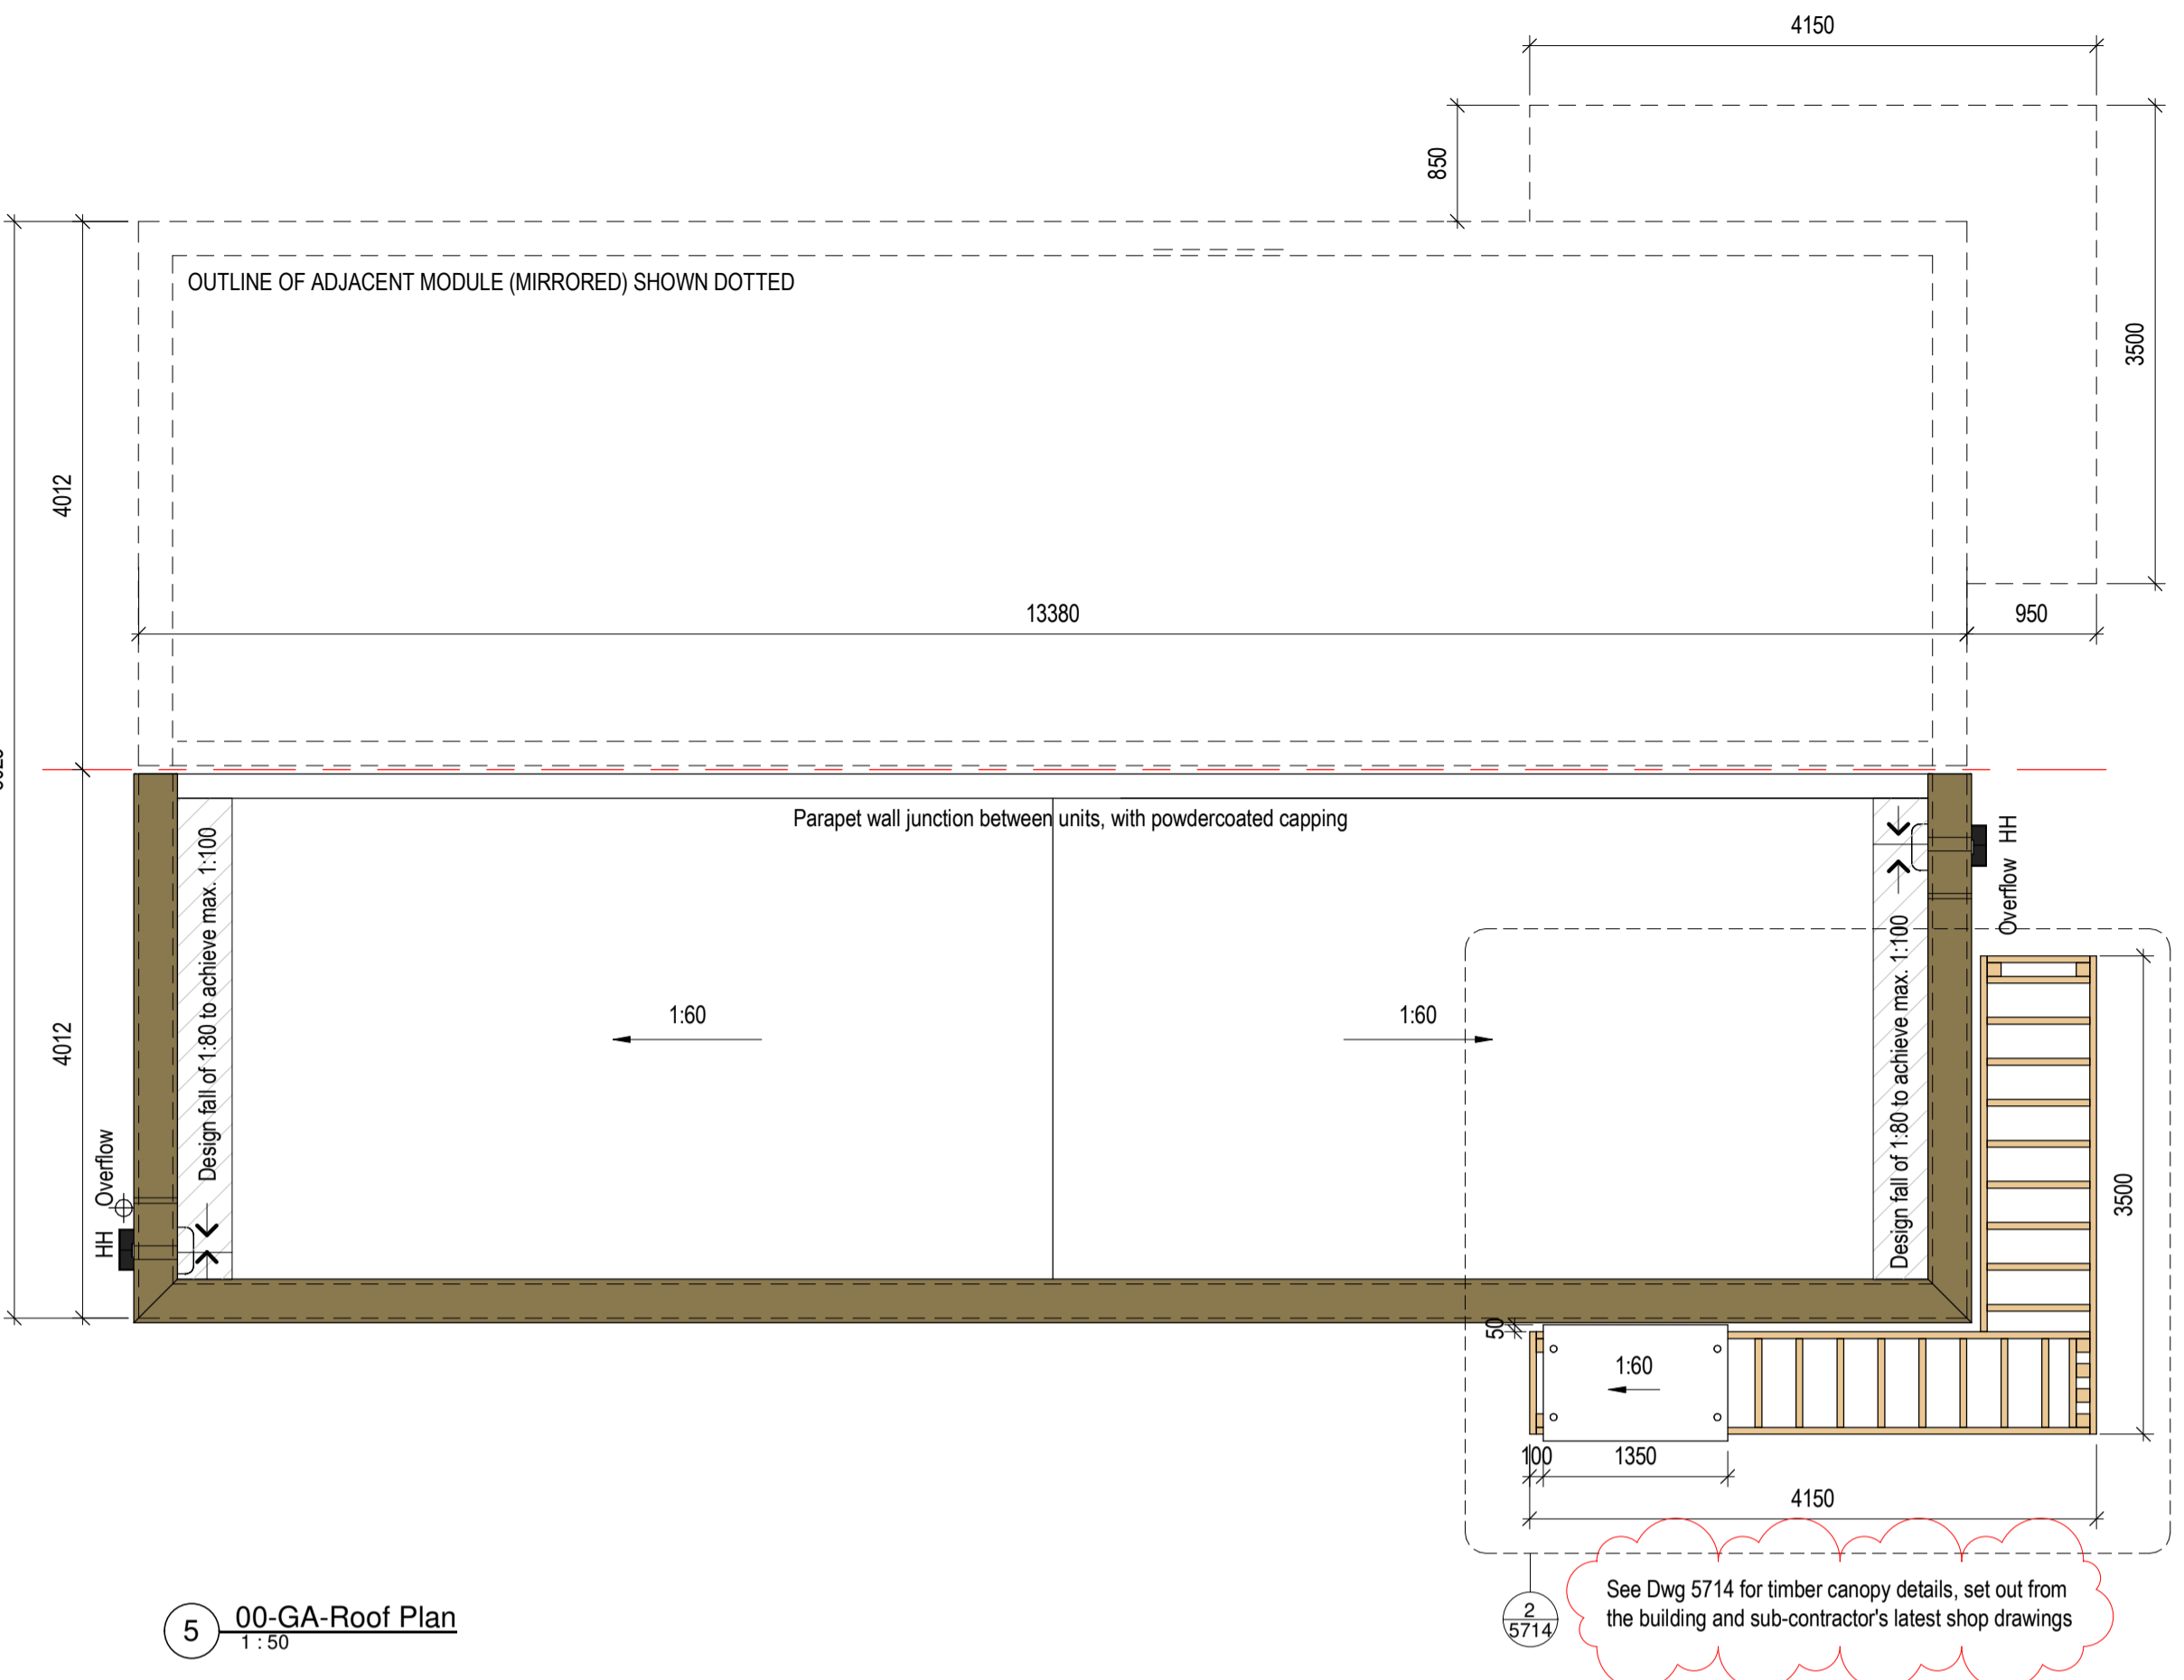 4150
850
OUTLINE OF ADJACENT MODULE (MIRRORED) SHOWN DOTTED
3500
4012
13380
950
Parapet wall junction between units, with powdercoated capping
Design fall of 1:80 to achieve max. 1:100
Overflow HH
Design fall of 1:80 to achieve max. 1:100
1:60
1:60
4012
HH Overflow
3500
50
1:60
100
1350
4150
See Dwg 5714 for timber canopy details, set out from
the building and sub-contractor's latest shop drawings
2
5714
5
00-GA-Roof Plan
1 : 50